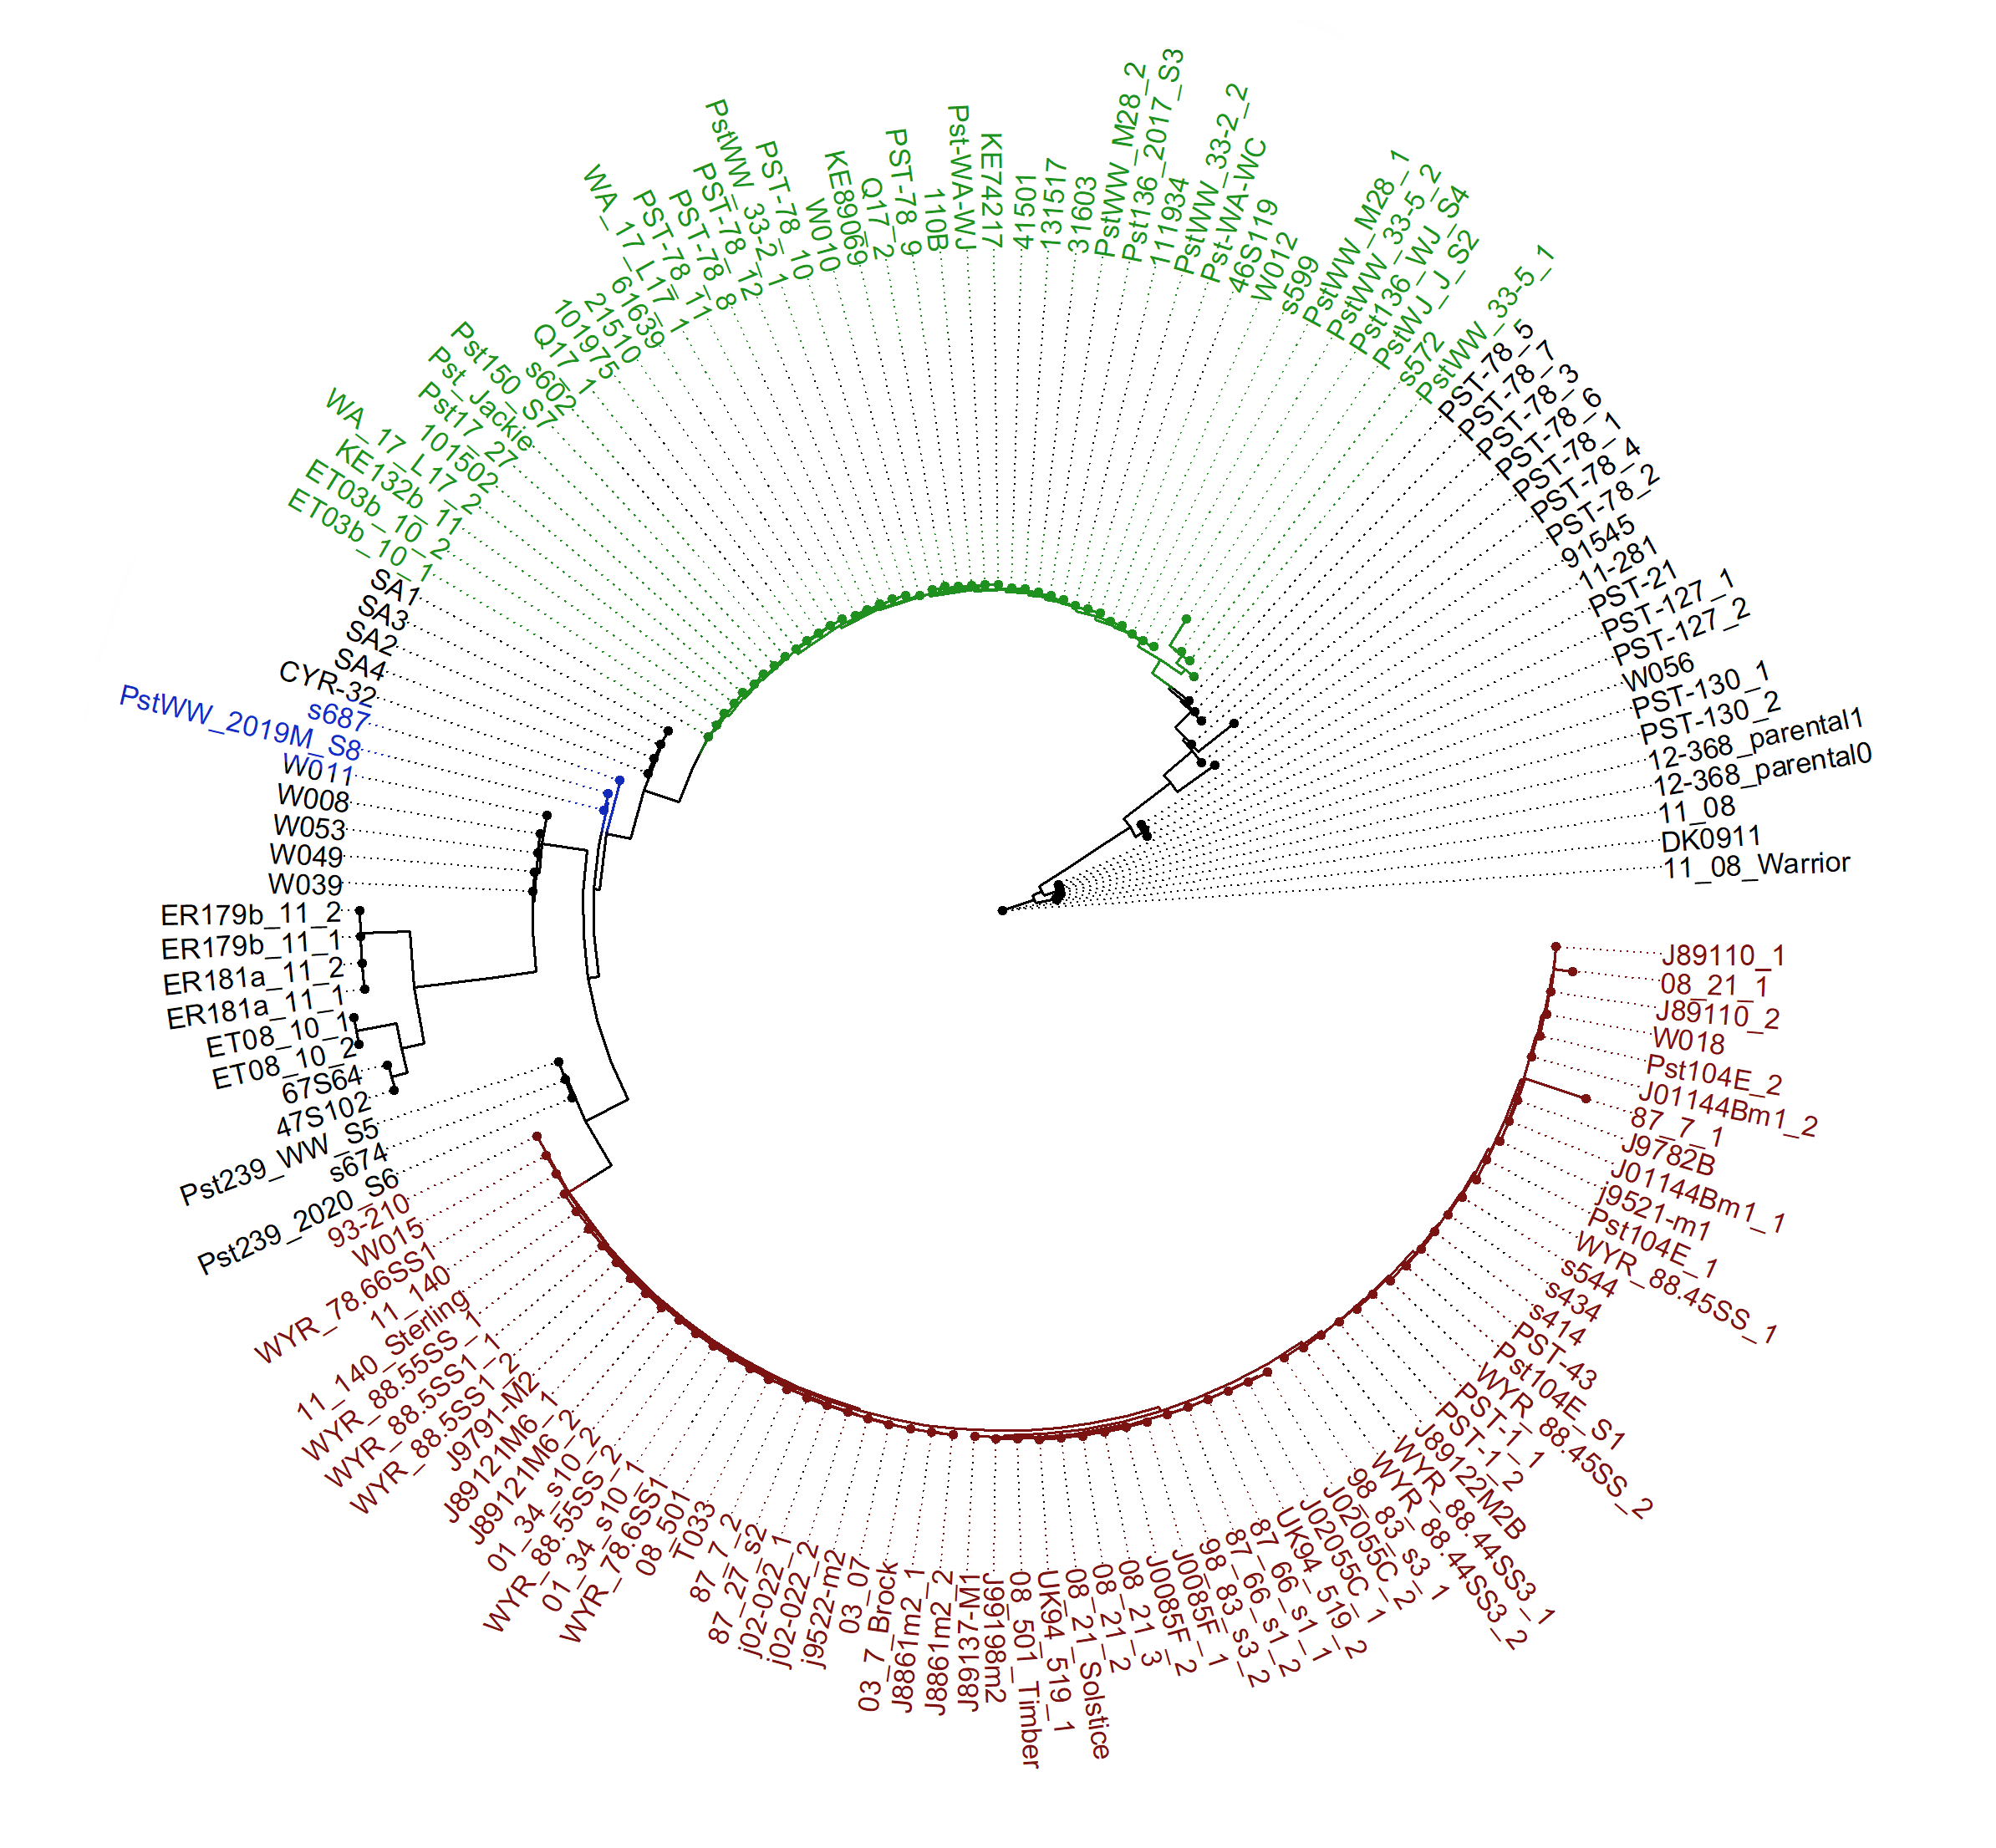 11_08_Warrior
DK0911
11_08
12-368_parental0
12-368_parental1
PST-130_2
PST-130_1
W056
PST-127_2
PST-127_1
PST-21
11-281
91545
PST-78_2
PST-78_4
PST-78_1
PST-78_6
PST-78_3
PST-78_7
PST-78_5
PstWW_33-5_1
s572
PstWJ_J_S2
Pst136_WJ_S4
PstWW_33-5_2
PstWW_M28_1
s599
W012
46S119
Pst-WA-WC
PstWW_33-2_2
111934
Pst136_2017_S3
PstWW_M28_2
31603
131517
41501
KE74217
Pst-WA-WJ
110B
PST-78_9
Q17_2
KE89069
W010
PST-78_10
PstWW_33-2_1
PST-78_12
PST-78_8
PST-78_11
WA_17_L17_1
61639
21510
101975
Q17_1
s602
Pst150_S7
Pst_Jackie
Pst17_27
101502
WA_17_L17_2
KE132b_11
ET03b_10_2
ET03b_10_1
SA1
SA3
SA2
SA4
CYR-32
s687
PstWW_2019M_S8
W011
W008
W053
W049
W039
ER179b_11_2
ER179b_11_1
ER181a_11_2
ER181a_11_1
ET08_10_1
ET08_10_2
67S64
47S102
Pst239_WW_S5
s674
Pst239_2020_S6
93-210
W015
WYR_78.66SS1
11_140
11_140_Sterling
WYR_88.55SS_1
WYR_88.5SS1_1
WYR_88.5SS1_2
J9791-M2
J89121M6_1
J89121M6_2
01_34_s10_2
WYR_88.55SS_2
01_34_s10_1
WYR_78.6SS1
08_501
T033
87_7_2
87_27_s2
j02-022_1
j02-022_2
j9522-m2
03_07
03_7_Brock
J8861m2_1
J8861m2_2
J89137-M1
J99198m2
08_501_Timber
UK94_519_1
08_21_Solstice
08_21_2
08_21_3
J0085F_2
J0085F_1
98_83_s3_2
87_66_s1_2
87_66_s1_1
UK94_519_2
J02055C_1
J02055C_2
98_83_s3_1
WYR_88.44SS3_2
WYR_88.44SS3_1
J89122M2B
PST-1_2
PST-1_1
WYR_88.45SS_2
Pst104E_S1
PST-43
s414
s434
s544
WYR_88.45SS_1
Pst104E_1
j9521-m1
J01144Bm1_1
J9782B
87_7_1
J01144Bm1_2
Pst104E_2
W018
J89110_2
08_21_1
J89110_1